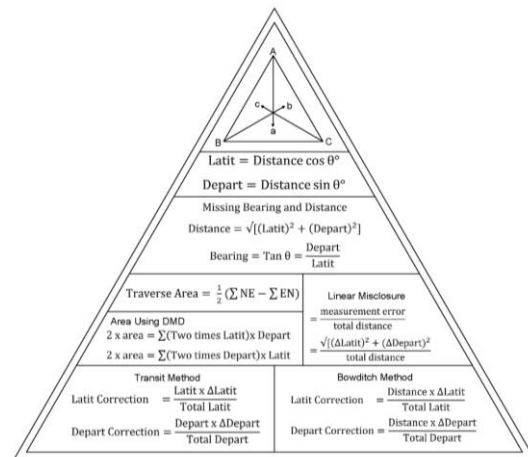 A
c b
a
B C
Latit = Distance cos θ°
Depart = Distance sin θ°
Missing Bearing and Distance
Distance = √[(Latit)² + (Depart)²]
Bearing = Tan θ = Depart / Latit
Traverse Area = 1/2 (∑ NE − ∑ EN)
Area Using DMD
2 x area = ∑(Two times Latit)x Depart
2 x area = ∑(Two times Depart)x Latit
Linear Misclosure
= measurement error / total distance
= √[(ΔLatit)² + (ΔDepart)² / total distance
Transit Method
Latit Correction = Latit x ΔLatit / Total Latit
Depart Correction = Depart x ΔDepart / Total Depart
Bowditch Method
Latit Correction = Distance x ΔLatit / Total Latit
Depart Correction = Distance x ΔDepart / Total Depart